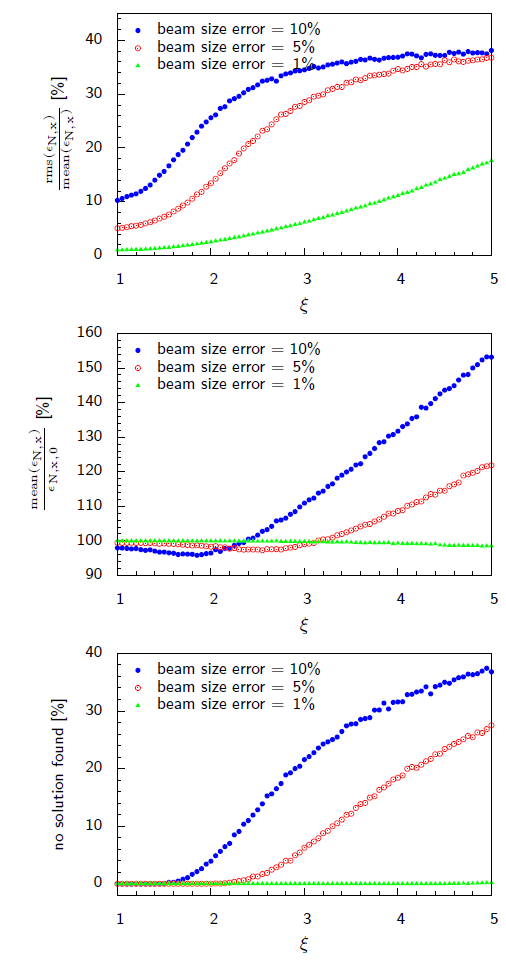 beam size error = 10%
40
beam size error = 5%
beam size error = 1%
30
rms(ϵN,x)
mean(ϵN,x)
[%]
20
10
0
1 2 3 4 5
ξ
160
beam size error = 10%
150
beam size error = 5%
beam size error = 1%
140
130
mean(ϵN,x)
ϵN,x,0
[%]
120
110
100
90
1 2 3 4 5
ξ
40
beam size error = 10%
beam size error = 5%
beam size error = 1%
30
no solution found [%]
20
10
0
1 2 3 4 5
ξ